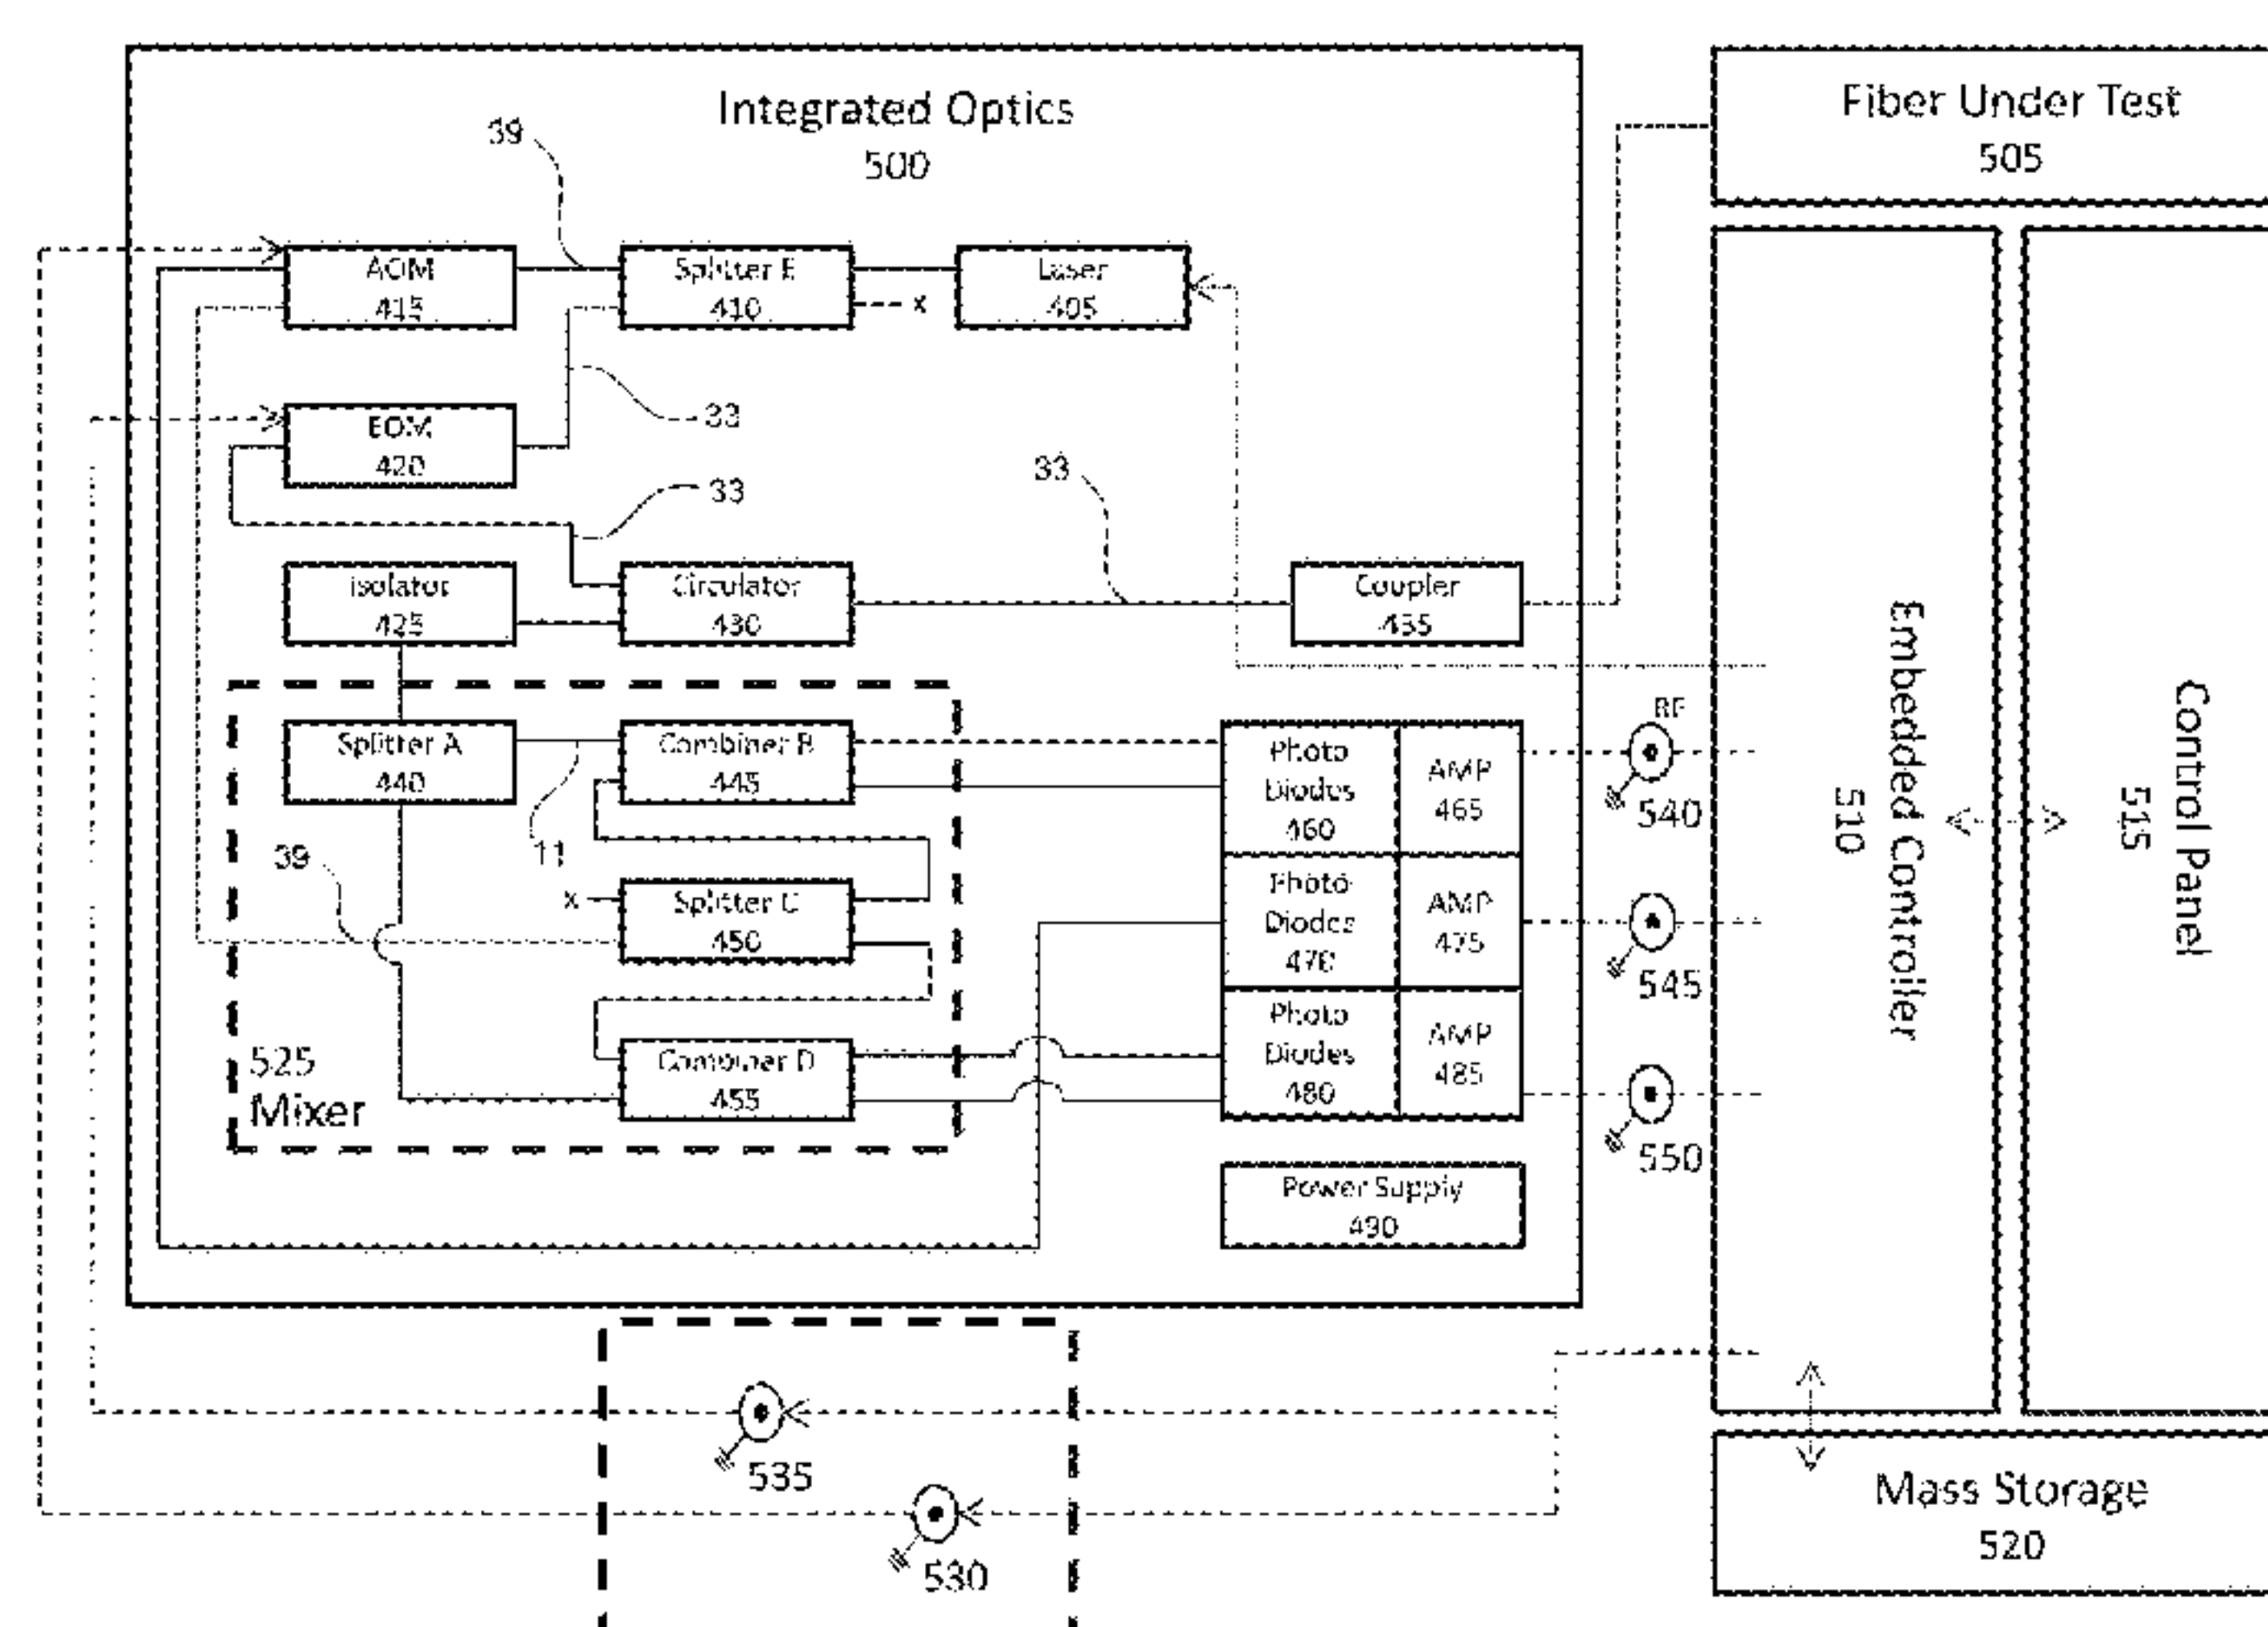 Integrated Optics
500
39
Fiber Under Test
505
AOM
415
Splitter E
410
x
Laser
405
33
EOM
420
33
33
isolator
425
Circulator
430
Coupler
435
Embedded Controller
510
Control Panel
515
Splitter A
440
Combiner B
445
11
39
x
Splitter C
450
Combiner D
455
525
Mixer
Photo
Diodes
460
AMP
465
Photo
Diodes
470
AMP
475
Photo
Diodes
480
AMP
485
RF
540
545
550
Power Supply
490
535
530
Mass Storage
520